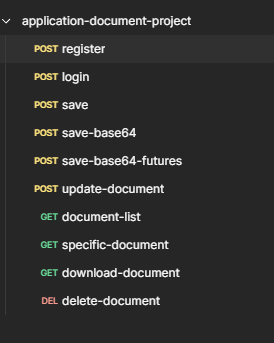 application-document-project
POST register
POST login
POST save
POST save-base64
POST save-base64-futures
POST update-document
GET document-list
GET specific-document
GET download-document
DEL delete-document